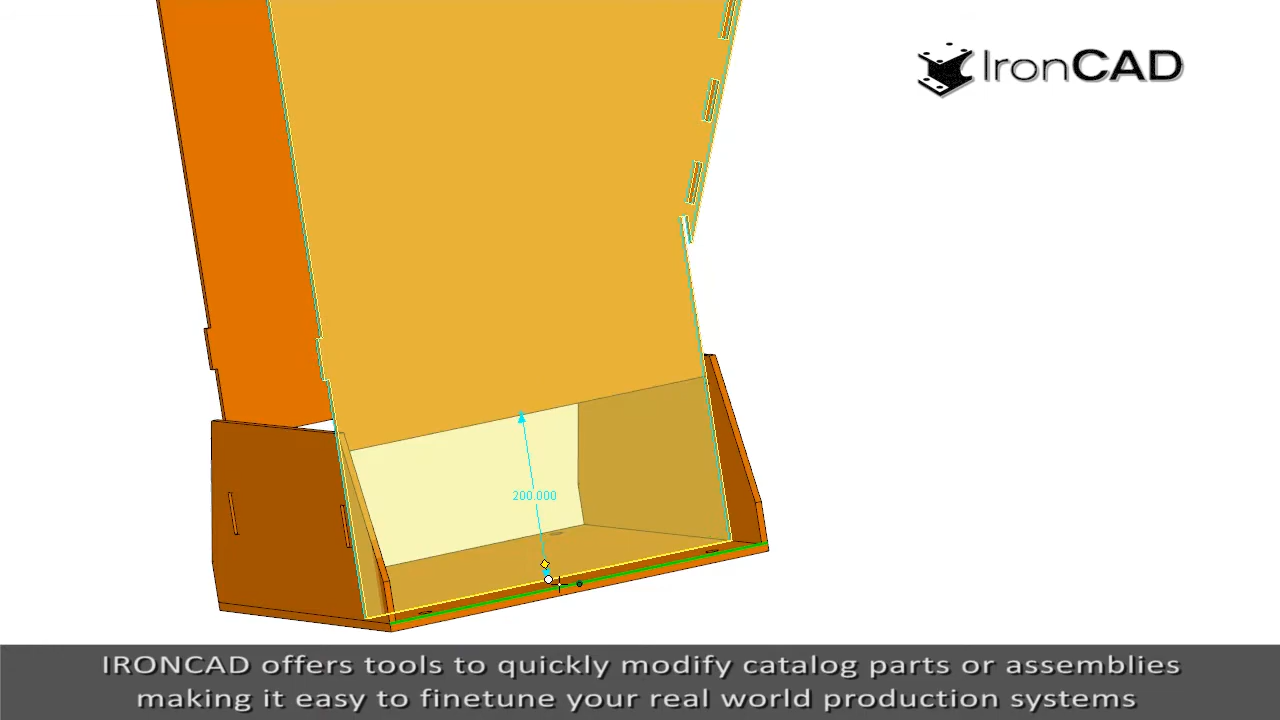 IronCAD
200.000
IRONCAD offers tools to quickly modify catalog parts or assemblies
making it easy to finetune your real world production systems